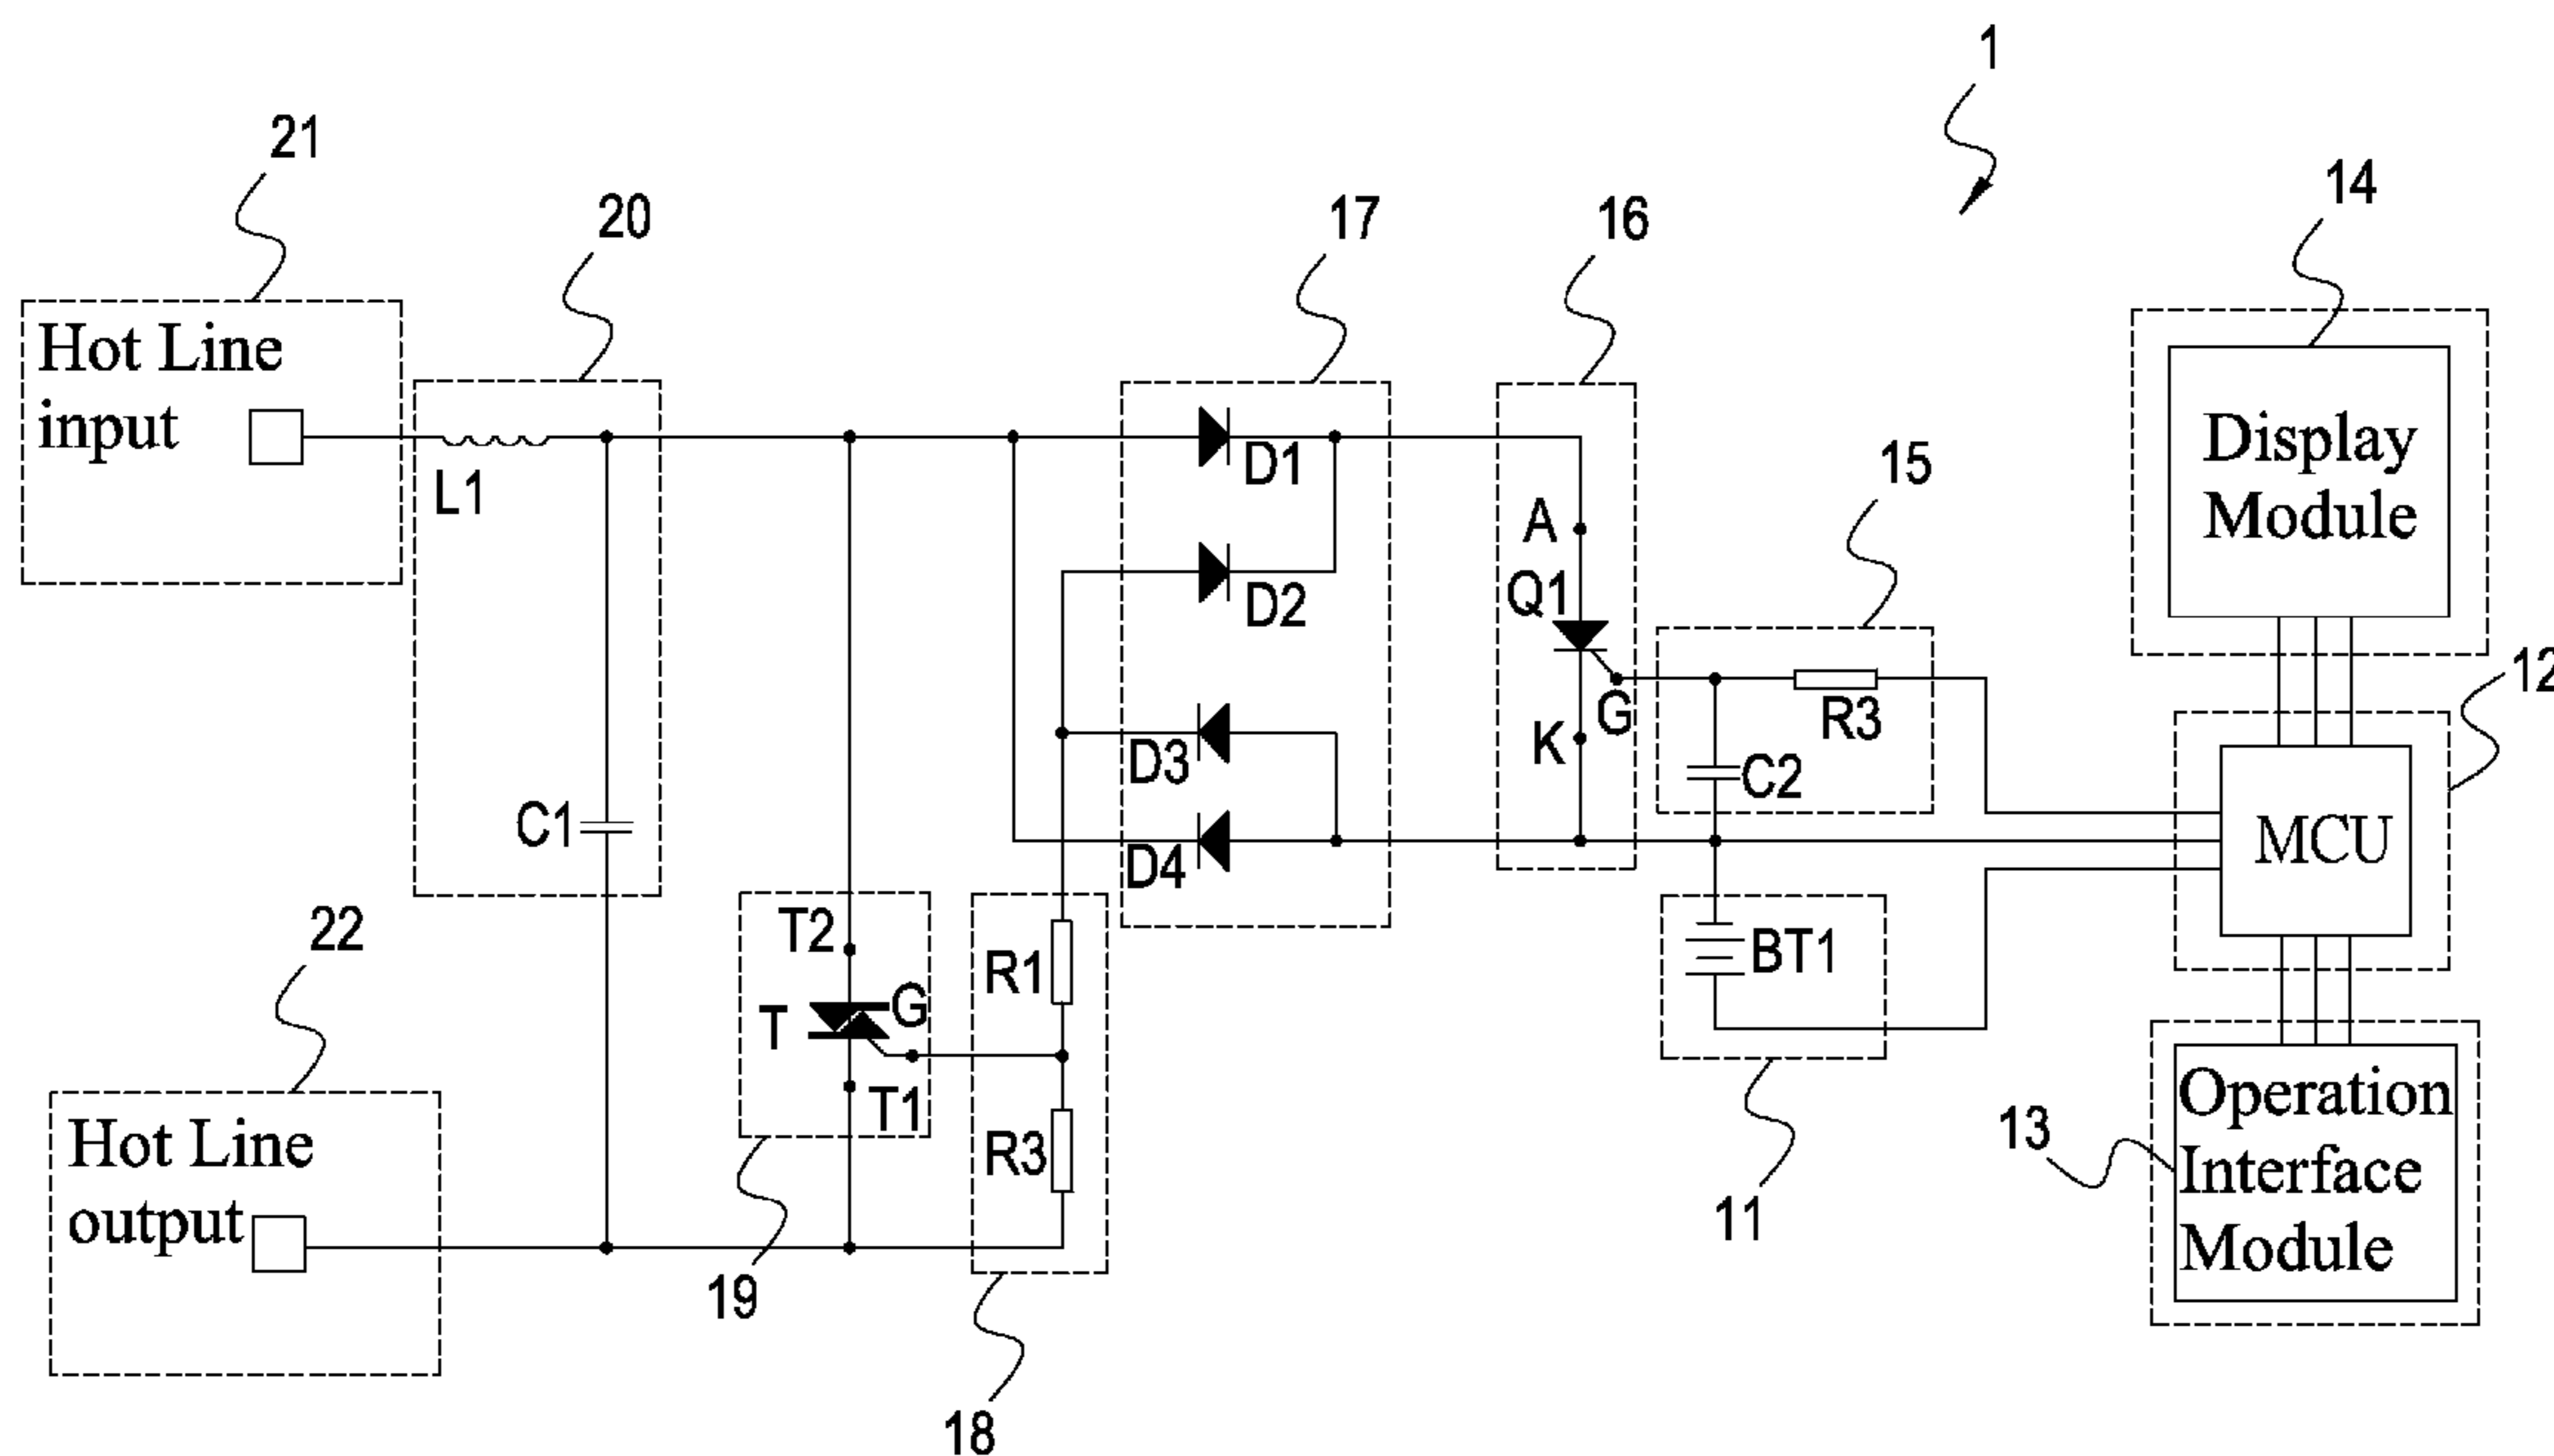 1
21
20
17
16
14
Hot Line
input
L1
D1
A
15
Display
Module
Q1
D2
12
G
R3
K
D3
C2
C1
D4
MCU
22
T2
BT1
R1
G
T
Operation
Interface
Module
T1
13
Hot Line
output
R3
11
19
18